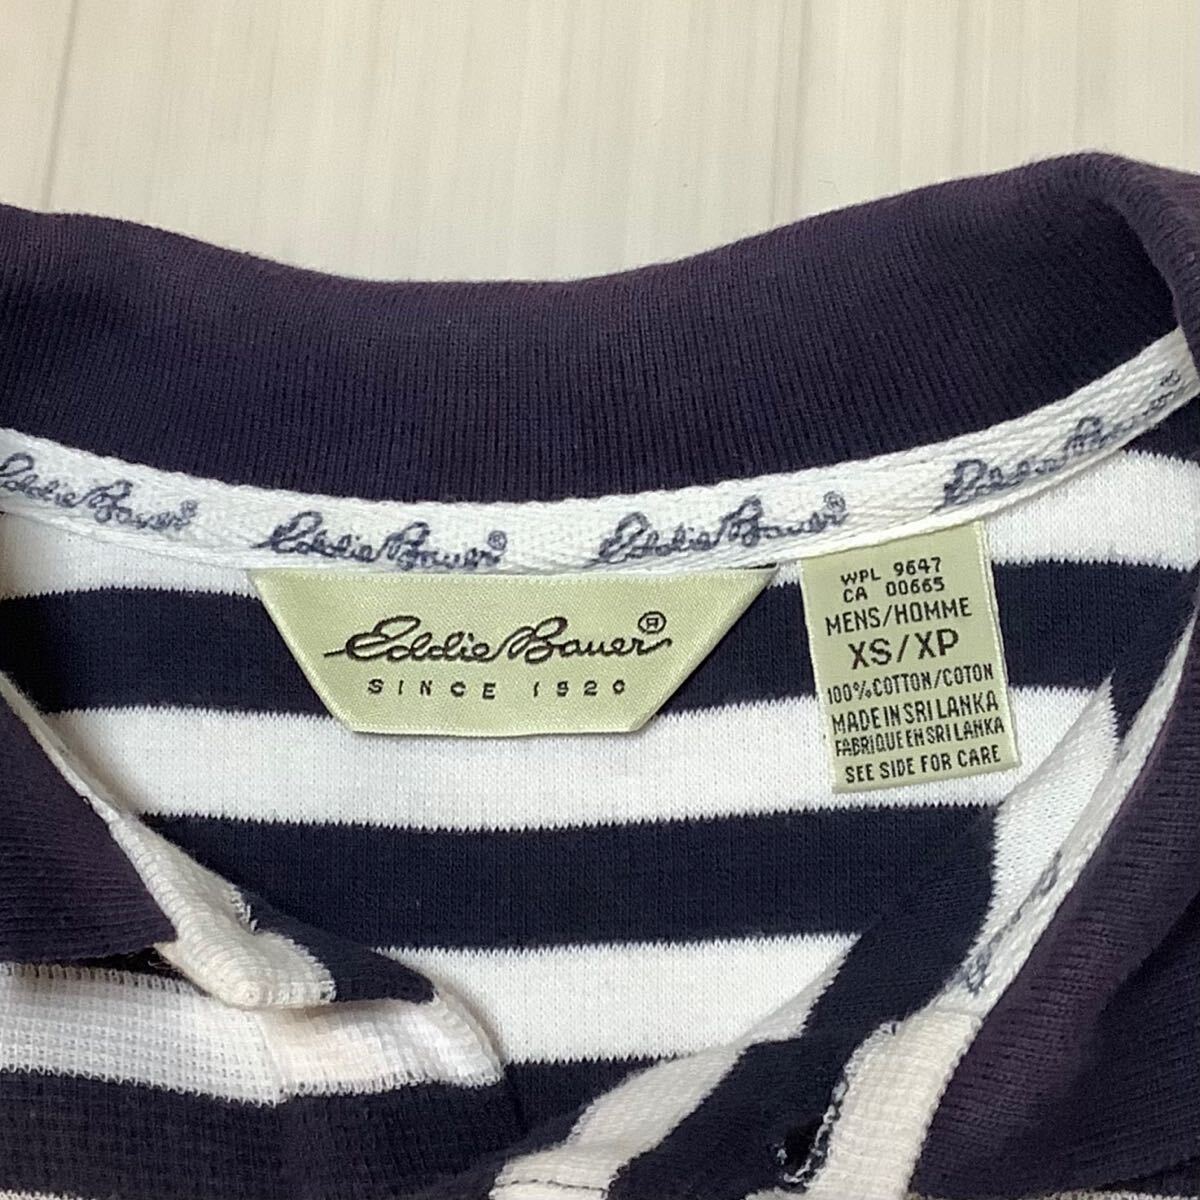 Eddie Bauer® Eddie Bauer® Eddie Bauer® Eddie Bauer®
Eddie Bauer®
SINCE 1920
WPL 9647
CA 00665
MENS/HOMME
XS/XP
100% COTTON/COTON
MADE IN SRI LANKA
FABRIQUE EN SRI LANKA
SEE SIDE FOR CARE